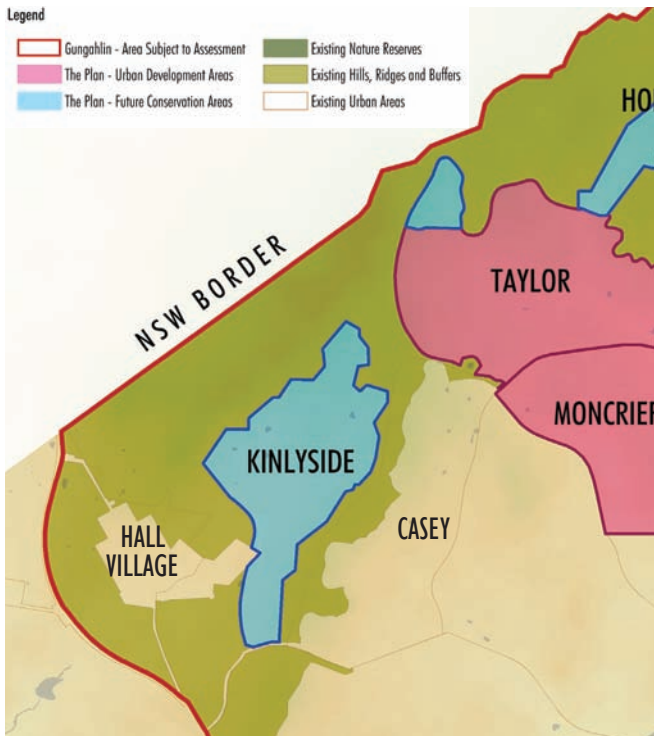 Legend
Gungahlin - Area Subject to Assessment
The Plan - Urban Development Areas
The Plan - Future Conservation Areas
Existing Nature Reserves
Existing Hills, Ridges and Buffers
Existing Urban Areas
HOU
NSW BORDER
TAYLOR
MONCRIEF
KINLYSIDE
CASEY
HALL
VILLAGE